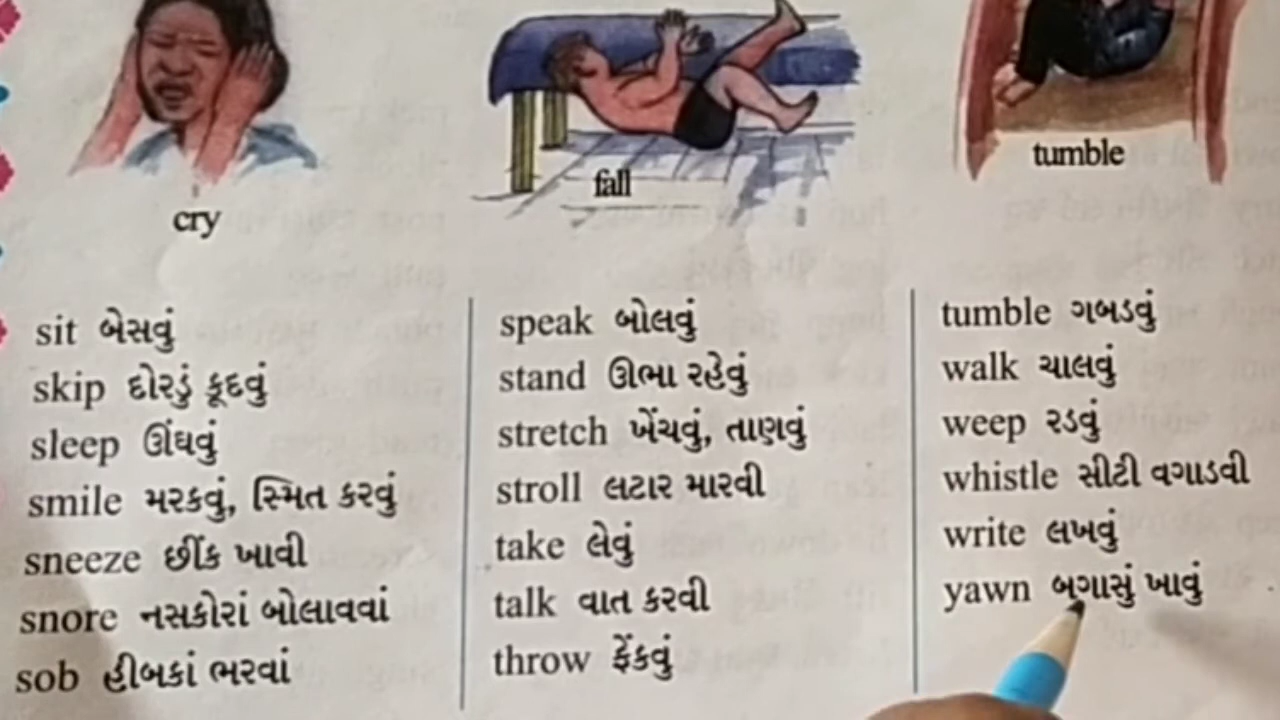 cry
fall
tumble
sit બેસવું
skip દોરડું કૂદવું
sleep ઊંઘવું
smile મરકવું, સ્મિત કરવું
sneeze છીંક ખાવી
snore નસકોરાં બોલાવવાં
sob હીબકાં ભરવાં
speak બોલવું
stand ઊભા રહેવું
stretch ખેંચવું, તાણવું
stroll લટાર મારવી
take લેવું
talk વાત કરવી
throw ફેંકવું
tumble ગબડવું
walk ચાલવું
weep રડવું
whistle સીટી વગાડવી
write લખવું
yawn બગાસું ખાવું